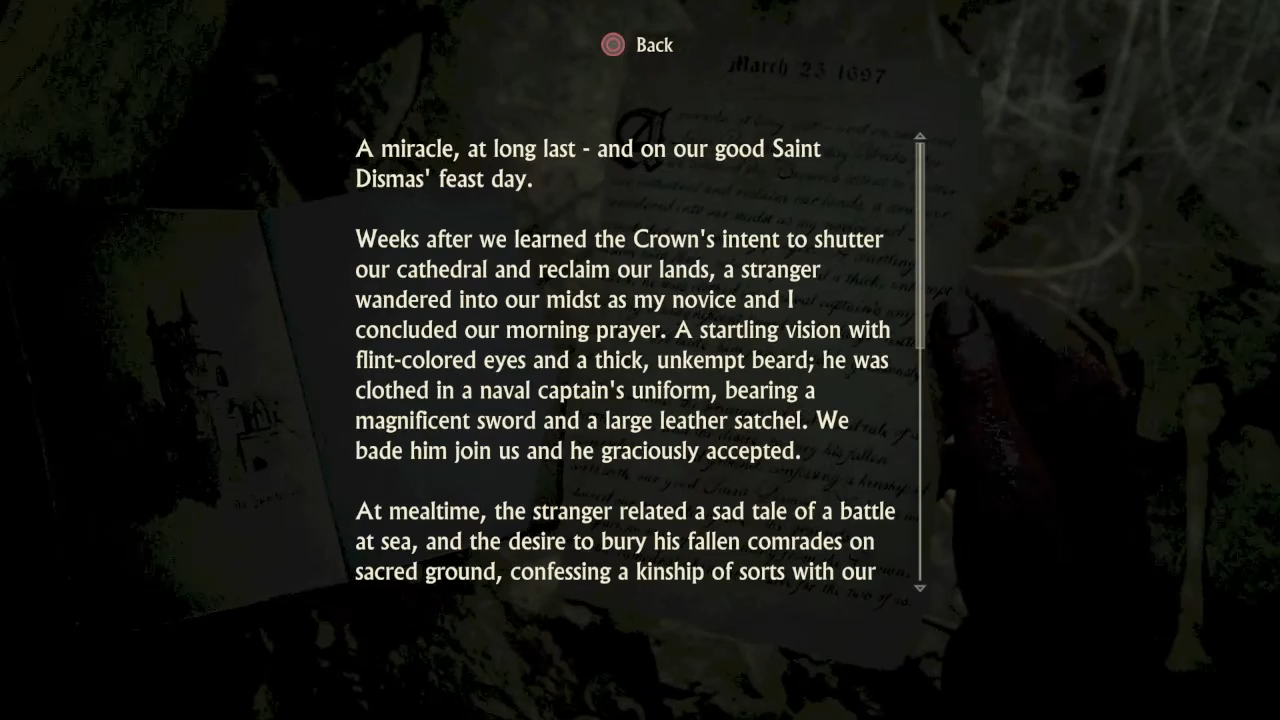 Back
March 25 1697
A miracle, at long last - and on our good Saint
Dismas' feast day.
Weeks after we learned the Crown's intent to shutter
our cathedral and reclaim our lands, a stranger
wandered into our midst as my novice and I
concluded our morning prayer. A startling vision with
flint-colored eyes and a thick, unkempt beard; he was
clothed in a naval captain's uniform, bearing a
magnificent sword and a large leather satchel. We
bade him join us and he graciously accepted.
At mealtime, the stranger related a sad tale of a battle
at sea, and the desire to bury his fallen comrades on
sacred ground, confessing a kinship of sorts with our